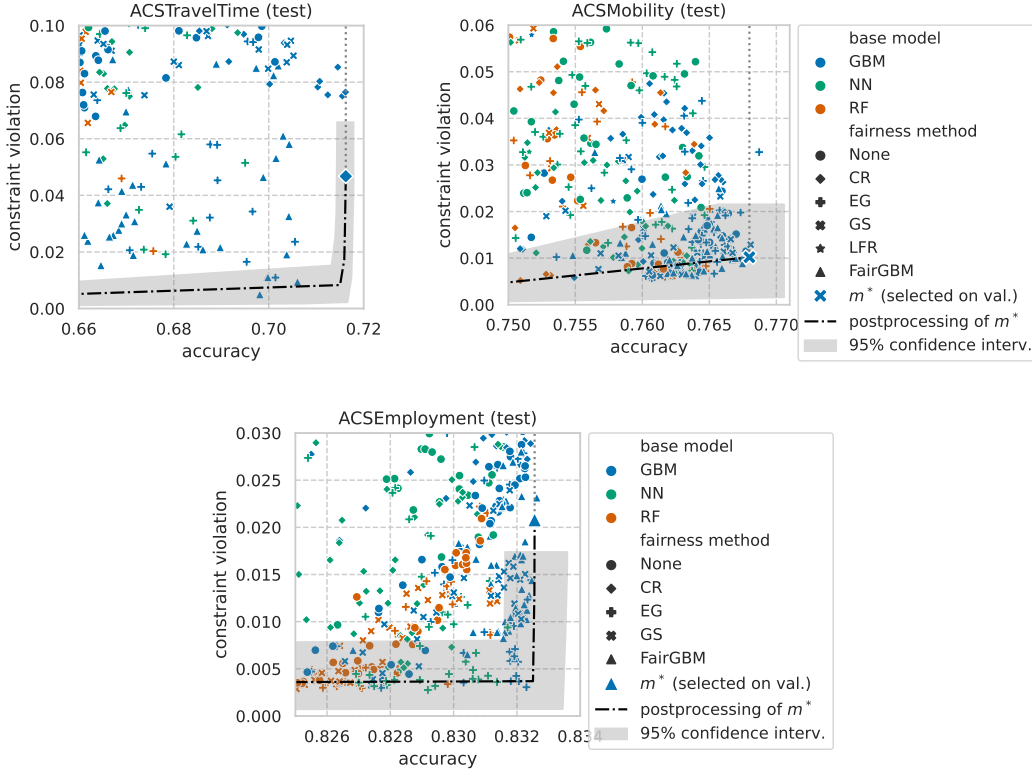 ACSTravelTime (test)
constraint violation
0.10
0.08
0.06
0.04
0.02
0.00
0.66
0.68
0.70
0.72
accuracy
ACSMobility (test)
constraint violation
0.06
0.05
0.04
0.03
0.02
0.01
0.00
0.750
0.755
0.760
0.765
0.770
accuracy
base model
GBM
NN
RF
fairness method
None
CR
EG
GS
LFR
FairGBM
m* (selected on val.)
postprocessing of m*
95% confidence interv.
ACSEmployment (test)
constraint violation
0.030
0.025
0.020
0.015
0.010
0.005
0.000
0.826
0.828
0.830
0.832
0.834
accuracy
base model
GBM
NN
RF
fairness method
None
CR
EG
GS
FairGBM
m* (selected on val.)
postprocessing of m*
95% confidence interv.